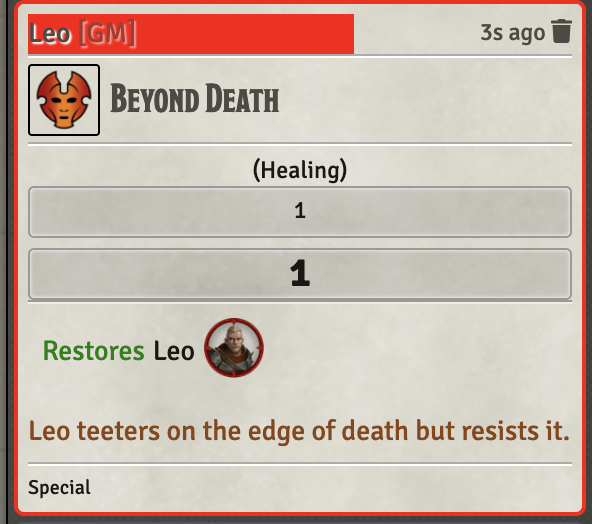 Leo [GM]
3s ago
Beyond Death
(Healing)
1
1
Restores Leo
Leo teeters on the edge of death but resists it.
Special